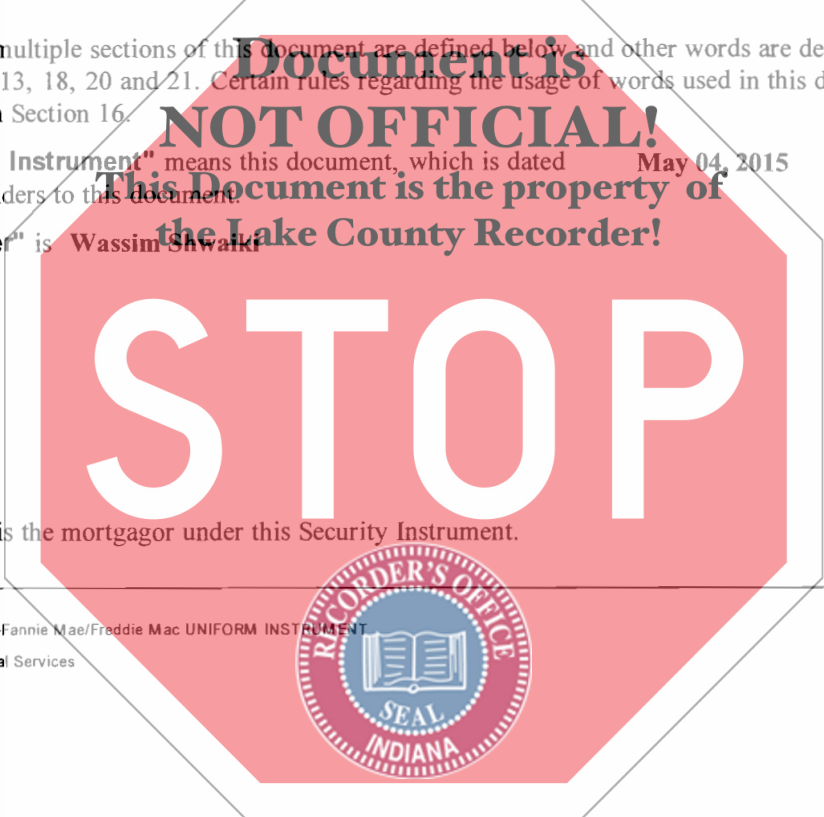 multiple sections of this document are defined below and other words are de
Document is
13, 18, 20 and 21. Certain rules regarding the usage of words used in this d
Section 16.
NOT OFFICIAL!
Instrument" means this document, which is dated May 04, 2015
This Document is the property of
ders to this document.
the Lake County Recorder!
r" is Wassim Shwaiki
STOP
is the mortgagor under this Security Instrument.
RECORDER'S OFFICE
-Fannie Mae/Freddie Mac UNIFORM INSTRUMENT
al Services
SEAL
INDIANA